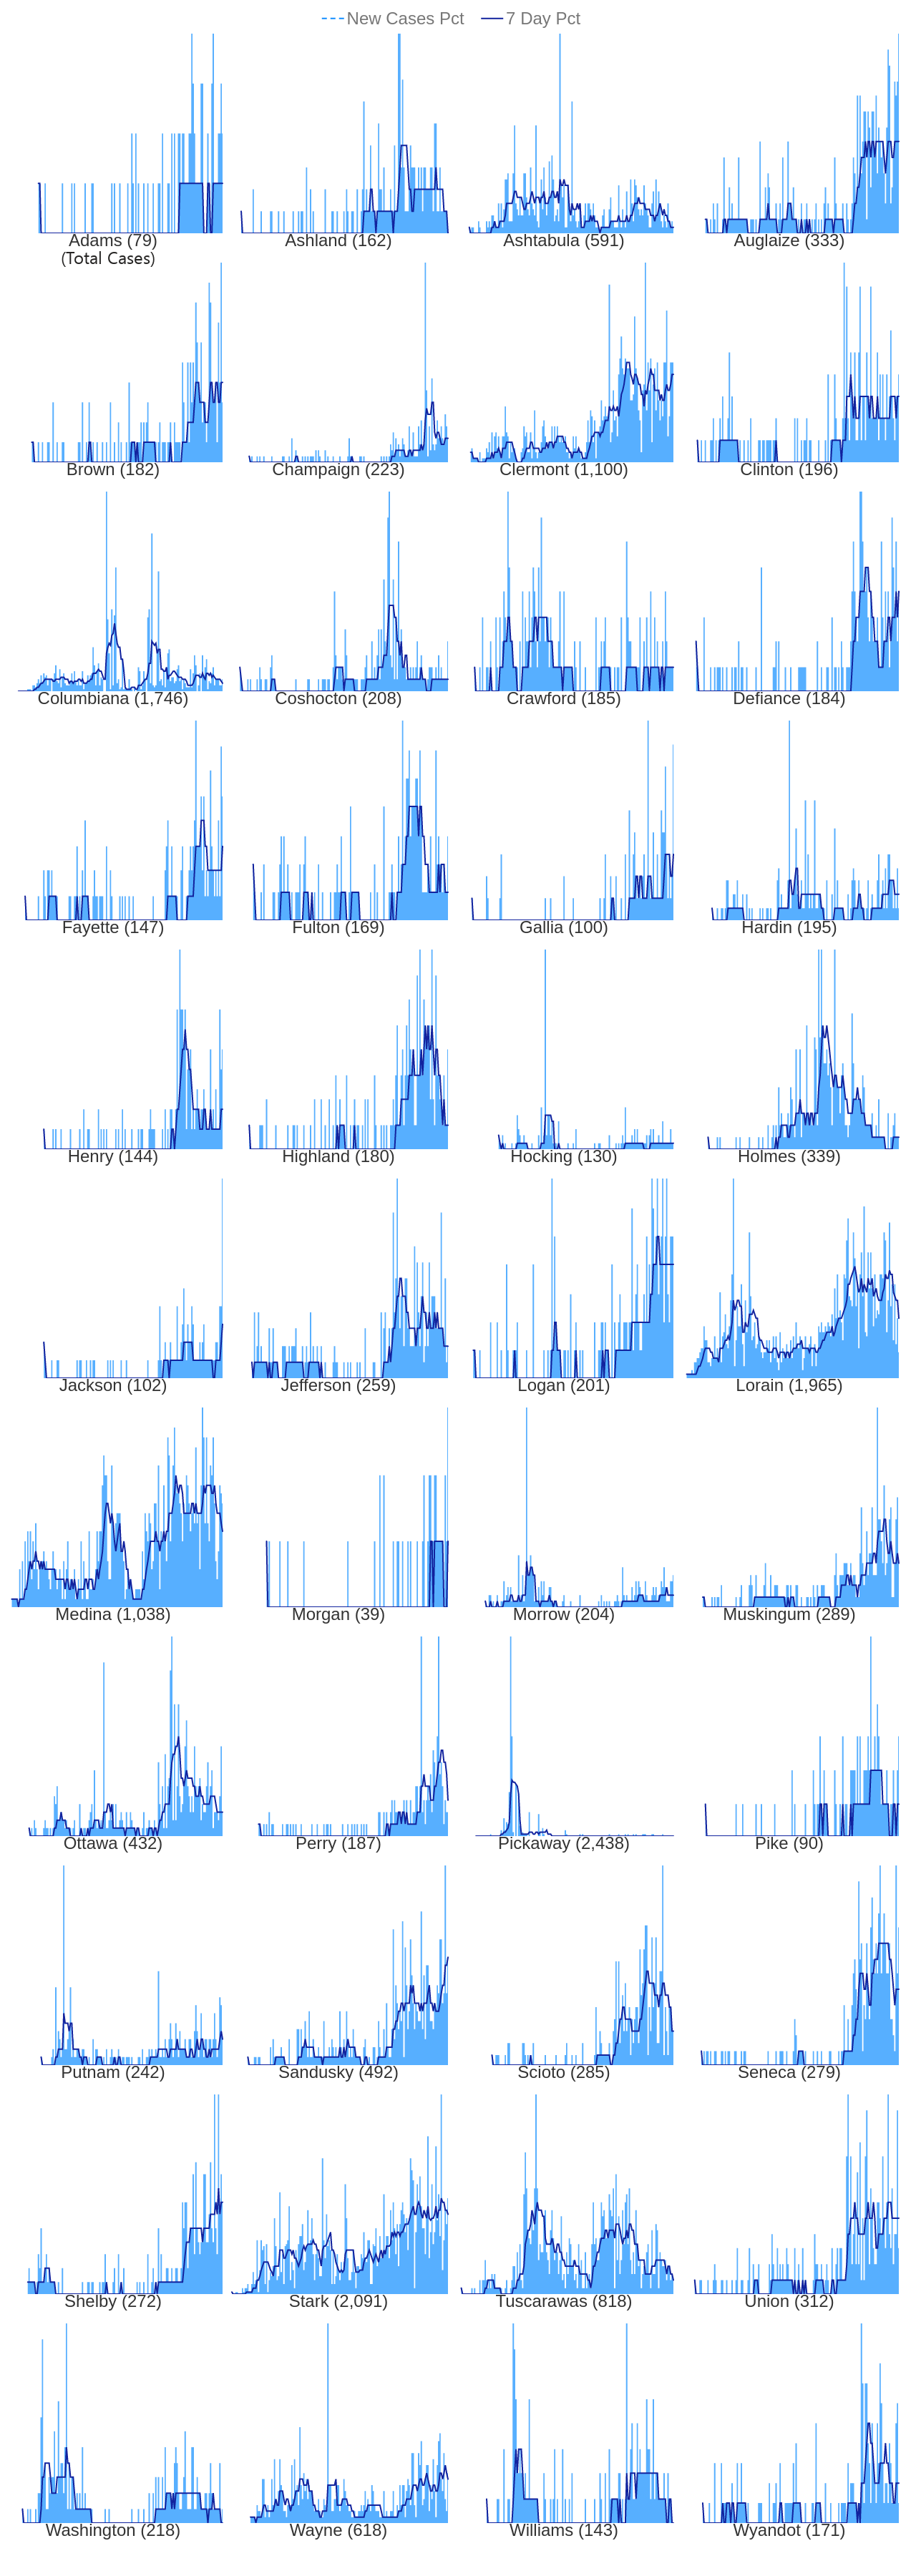 New Cases Pct 7 Day Pct
Adams (79) Ashland (162) Ashtabula (591) Auglaize (333)
(Total Cases)
Brown (182) Champaign (223) Clermont (1,100) Clinton (196)
Columbiana (1,746) Coshocton (208) Crawford (185) Defiance (184)
Fayette (147) Fulton (169) Gallia (100) Hardin (195)
Henry (144) Highland (180) Hocking (130) Holmes (339)
Jackson (102) Jefferson (259) Logan (201) Lorain (1,965)
Medina (1,038) Morgan (39) Morrow (204) Muskingum (289)
Ottawa (432) Perry (187) Pickaway (2,438) Pike (90)
Putnam (242) Sandusky (492) Scioto (285) Seneca (279)
Shelby (272) Stark (2,091) Tuscarawas (818) Union (312)
Washington (218) Wayne (618) Williams (143) Wyandot (171)